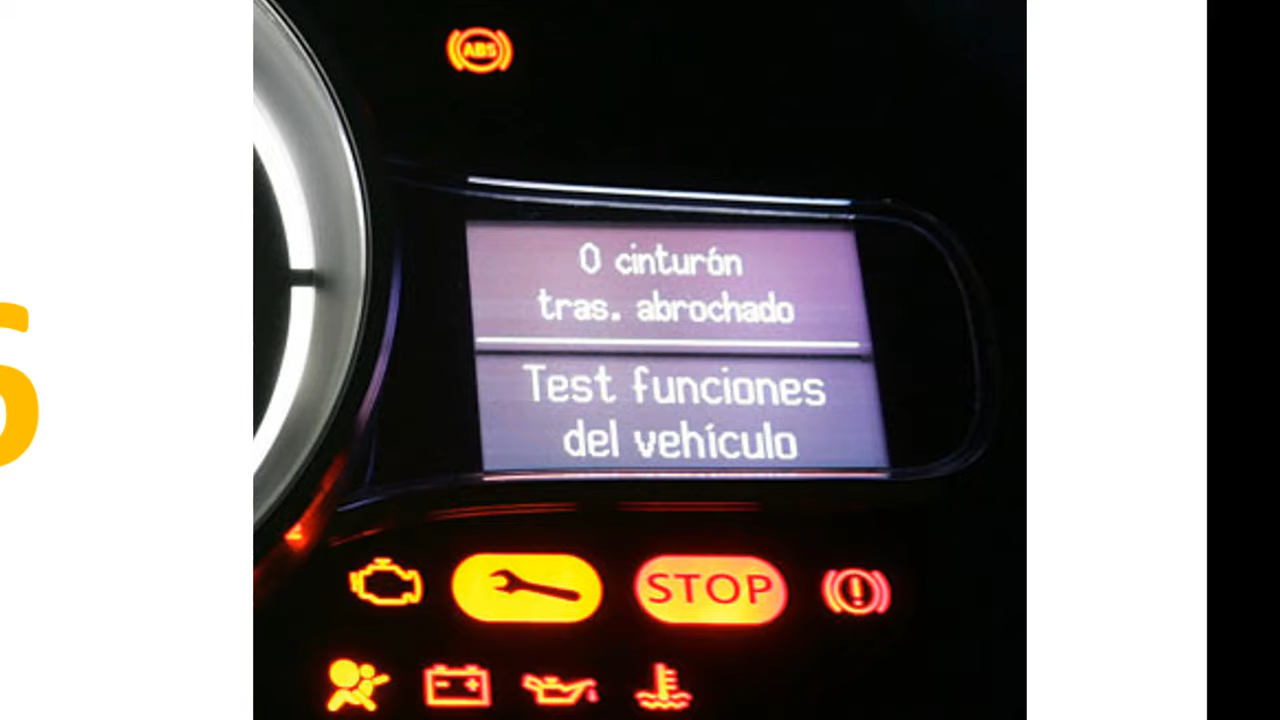 ABS
0 cinturón
tras. abrochado
Test funciones
del vehículo
STOP